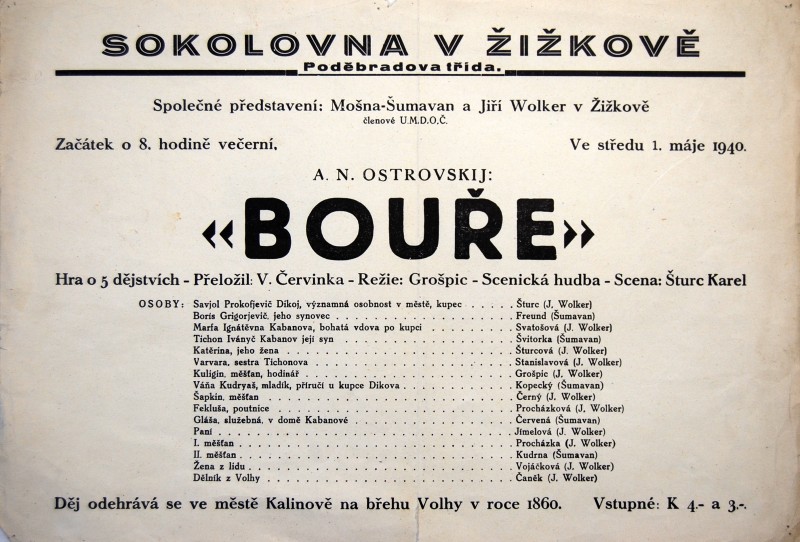 SOKOLOVNA V ŽIŽKOVĚ
Poděbradova třída.
Společné představení: Mošna-Šumavan a Jiří Wolker v Žižkově
členové U.M.D.O.Č.
Začátek o 8. hodině večerní. Ve středu 1. máje 1940.
A. N. OSTROVSKIJ:
«BOUŘE»
Hra o 5 dějstvích - Přeložil: V. Červinka - Režie: Grošpic - Scenická hudba - Scena: Šturc Karel
OSOBY: Savjol Prokofjevič Dikoj, významná osobnost v městě, kupec . . . . . Šturc (J. Wolker)
Boris Grigorjevič, jeho synovec . . . . . . . . . . . . . . . . . . Freund (Šumavan)
Marfa Ignátěvna Kabanova, bohatá vdova po kupci . . . . . . . . . Svatošová (J. Wolker)
Tichon Iványč Kabanov její syn . . . . . . . . . . . . . . . . . . Švitorka (Šumavan)
Katěrina, jeho žena . . . . . . . . . . . . . . . . . . . . . . . Šturcová (J. Wolker)
Varvara, sestra Tichonova . . . . . . . . . . . . . . . . . . . . Stanislavová (J. Wolker)
Kuligin, měšťan, hodinář . . . . . . . . . . . . . . . . . . . . . Grošpic (J. Wolker)
Váňa Kudryaš, mladík, příručí u kupce Dikova . . . . . . . . . . . Kopecký (Šumavan)
Šapkin, měšťan . . . . . . . . . . . . . . . . . . . . . . . . . Černý (J. Wolker)
Fekluša, poutnice . . . . . . . . . . . . . . . . . . . . . . . . Procházková (J. Wolker)
Gláša, služebná, v domě Kabanové . . . . . . . . . . . . . . . . Červená (Šumavan)
Paní . . . . . . . . . . . . . . . . . . . . . . . . . . . . . . Jímelová (J. Wolker)
I. měšťan . . . . . . . . . . . . . . . . . . . . . . . . . . . Procházka (J. Wolker)
II. měšťan . . . . . . . . . . . . . . . . . . . . . . . . . . . Kudrna (Šumavan)
Žena z lidu . . . . . . . . . . . . . . . . . . . . . . . . . . Vojáčková (J. Wolker)
Dělník z Volhy . . . . . . . . . . . . . . . . . . . . . . . . . Čaněk (J. Wolker)
Děj odehrává se ve městě Kalinově na břehu Volhy v roce 1860. Vstupné: K 4.- a 3-.